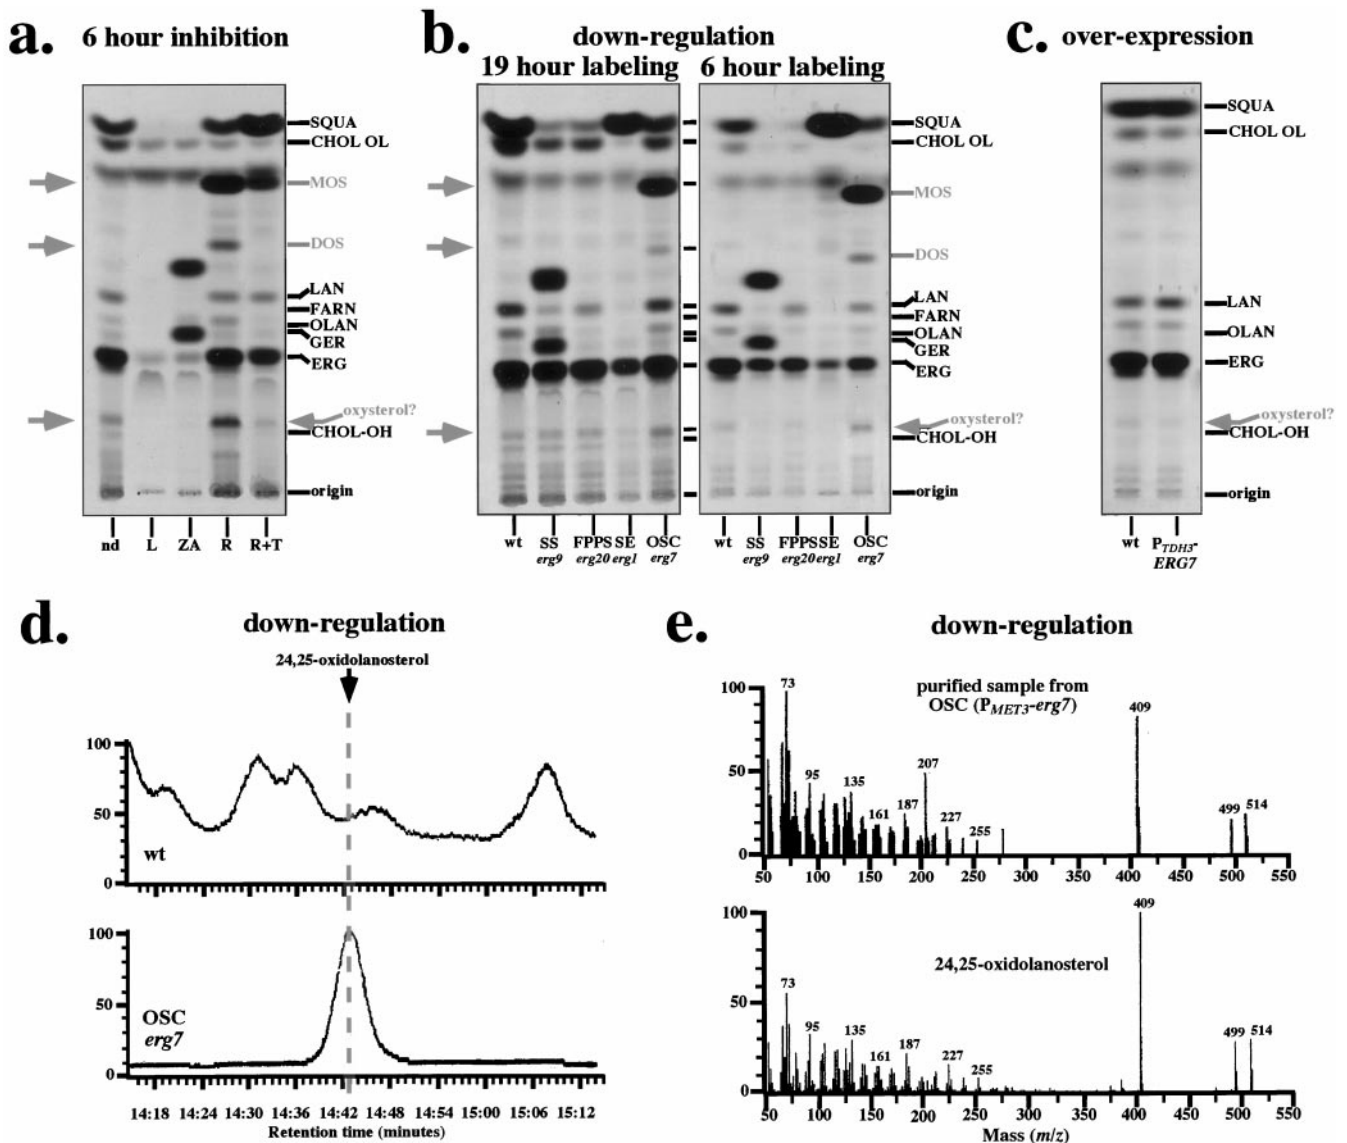 a. 6 hour inhibition
SQUA
CHOL OL
MOS
DOS
LAN
FARN
OLAN
GER
ERG
oxysterol?
CHOL-OH
origin
nd L ZA R R+T
b. down-regulation
19 hour labeling 6 hour labeling
SQUA
CHOL OL
MOS
DOS
LAN
FARN
OLAN
GER
ERG
oxysterol?
CHOL-OH
origin
wt SS FPPS SE OSC wt SS FPPS SE OSC
erg9 erg20 erg1 erg7 erg9 erg20 erg1 erg7
c. over-expression
SQUA
CHOL OL
LAN
OLAN
ERG
oxysterol?
CHOL-OH
origin
wt PTDH3-
ERG7
d. down-regulation
24,25-oxidolanosterol
100
50
0
wt
100
50
0
OSC
erg7
14:18 14:24 14:30 14:36 14:42 14:48 14:54 15:00 15:06 15:12
Retention time (minutes)
e. down-regulation
purified sample from
OSC (PMET3-erg7)
100
50
0
73 95 135 161 187 207 227 255 409 499 514
50 100 150 200 250 300 350 400 450 500 550
24,25-oxidolanosterol
100
50
0
73 95 135 161 187 227 255 409 499 514
50 100 150 200 250 300 350 400 450 500 550
Mass (m/z)